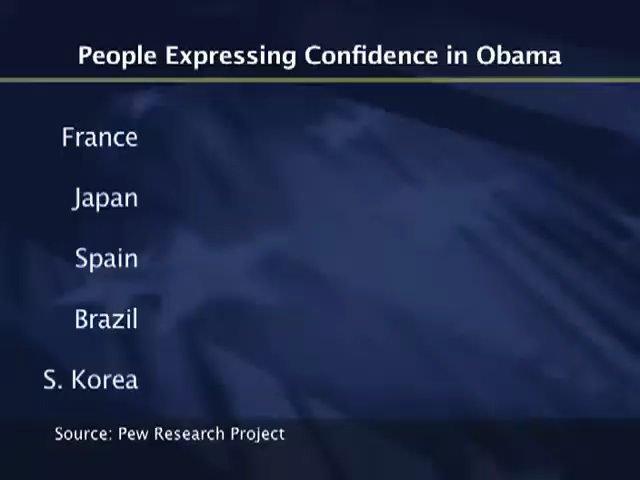 People Expressing Confidence in Obama
France
Japan
Spain
Brazil
S. Korea
Source: Pew Research Project